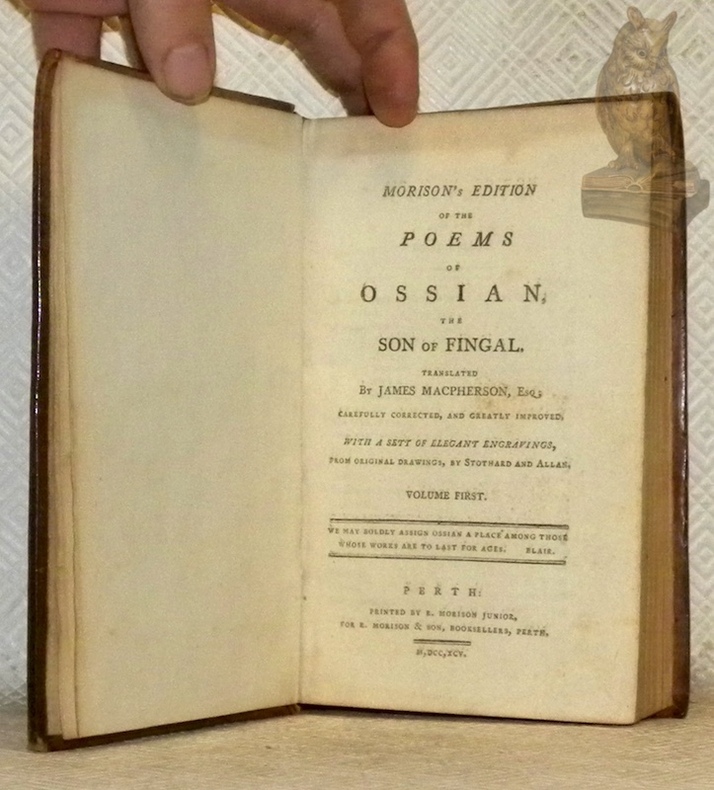 MORISON's EDITION
OF THE
POEMS
OF
OSSIAN,
THE
SON OF FINGAL.
TRANSLATED
BY JAMES MACPHERSON, ESQ;
CAREFULLY CORRECTED, AND GREATLY IMPROVED,
WITH A SETT OF ELEGANT ENGRAVINGS,
FROM ORIGINAL DRAWINGS, BY STOTHARD AND ALLAN,
VOLUME FIRST.
WE MAY BOLDLY ASSIGN OSSIAN A PLACE AMONG THOSE
WHOSE WORKS ARE TO LAST FOR AGES. BLAIR.
PERTH:
PRINTED BY R. MORISON JUNIOR,
FOR R. MORISON & SON, BOOKSELLERS, PERTH,
M,DCC,XCV.